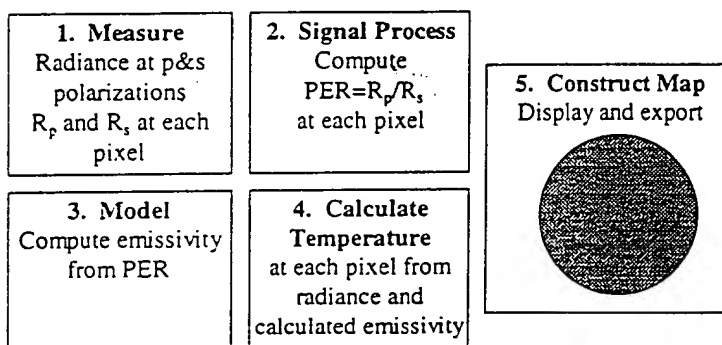 1. Measure
Radiance at p&s
polarizations
Rp and Rs at each
pixel
2. Signal Process
Compute
PER=Rp/Rs
at each pixel
3. Model
Compute emissivity
from PER
4. Calculate
Temperature
at each pixel from
radiance and
calculated emissivity
5. Construct Map
Display and export